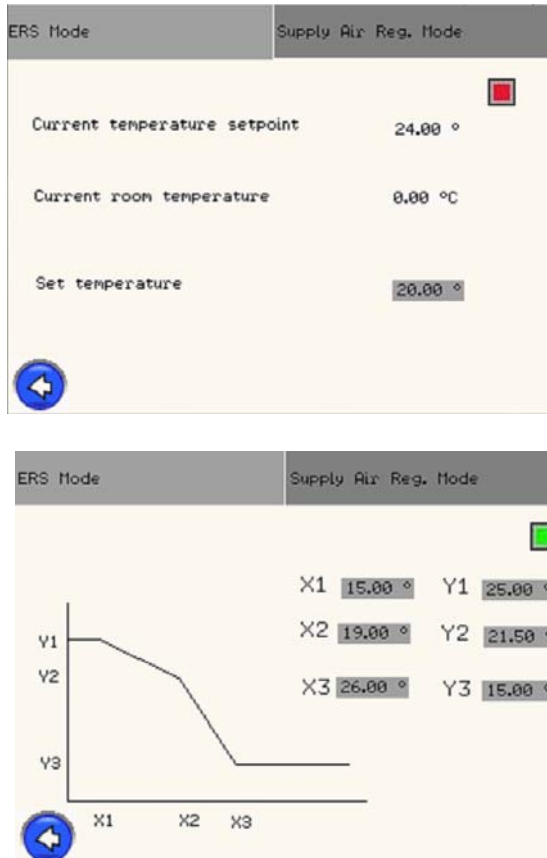 ERS Mode Supply Air Reg. Mode
Current temperature setpoint 24.00 °
Current room temperature 0.00 °C
Set temperature 20.00 °
ERS Mode Supply Air Reg. Mode
X1 15.00 ° Y1 25.00 °
X2 19.00 ° Y2 21.50 °
X3 26.00 ° Y3 15.00 °
Y1
Y2
Y3
X1 X2 X3